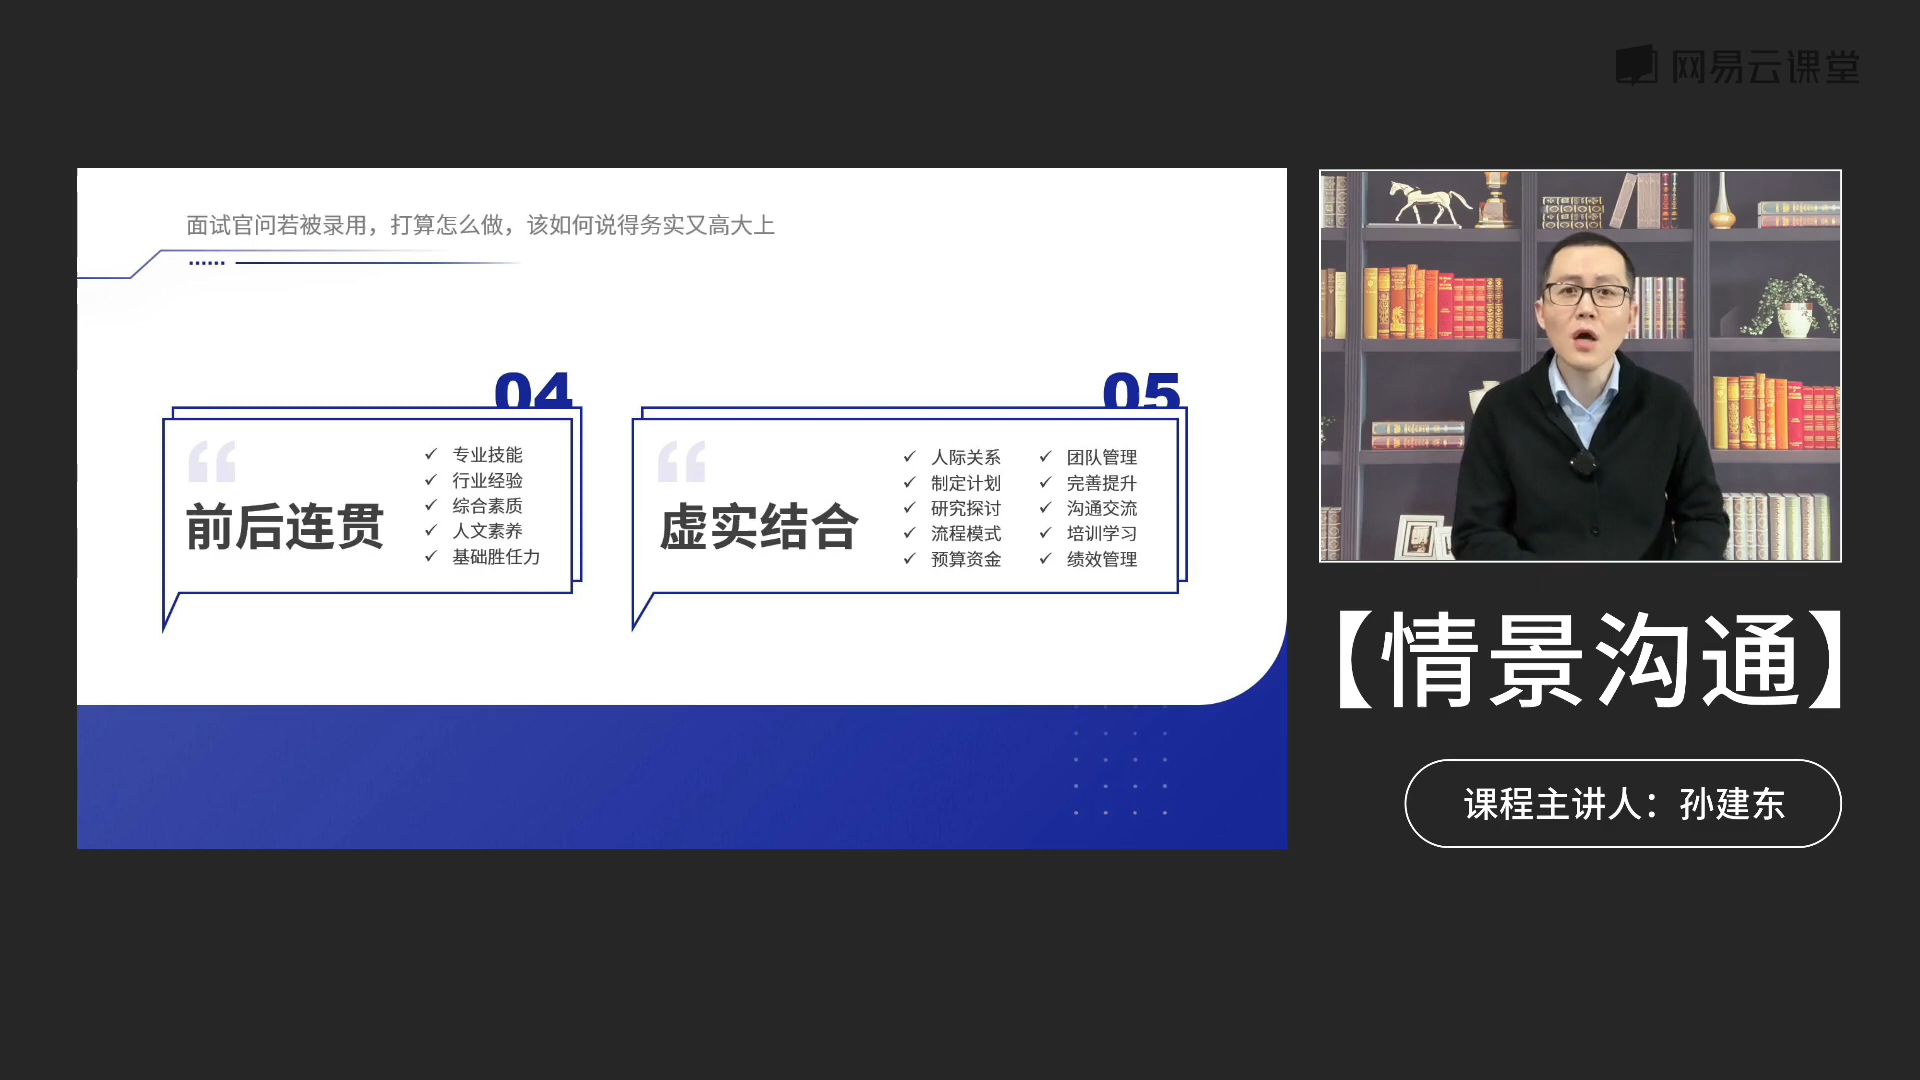 网易云课堂
面试官问若被录用，打算怎么做，该如何说得务实又高大上
04
前后连贯
✓ 专业技能
✓ 行业经验
✓ 综合素质
✓ 人文素养
✓ 基础胜任力
05
虚实结合
✓ 人际关系
✓ 制定计划
✓ 研究探讨
✓ 流程模式
✓ 预算资金
✓ 团队管理
✓ 完善提升
✓ 沟通交流
✓ 培训学习
✓ 绩效管理
【情景沟通】
课程主讲人：孙建东